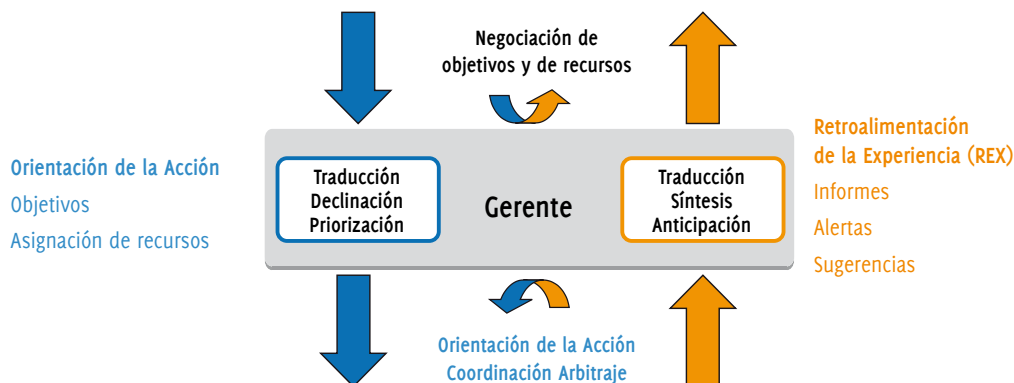 Negociación de
objetivos y de recursos
Orientación de la Acción
Objetivos
Asignación de recursos
Traducción
Declinación
Priorización
Gerente
Traducción
Síntesis
Anticipación
Retroalimentación
de la Experiencia (REX)
Informes
Alertas
Sugerencias
Orientación de la Acción
Coordinación Arbitraje